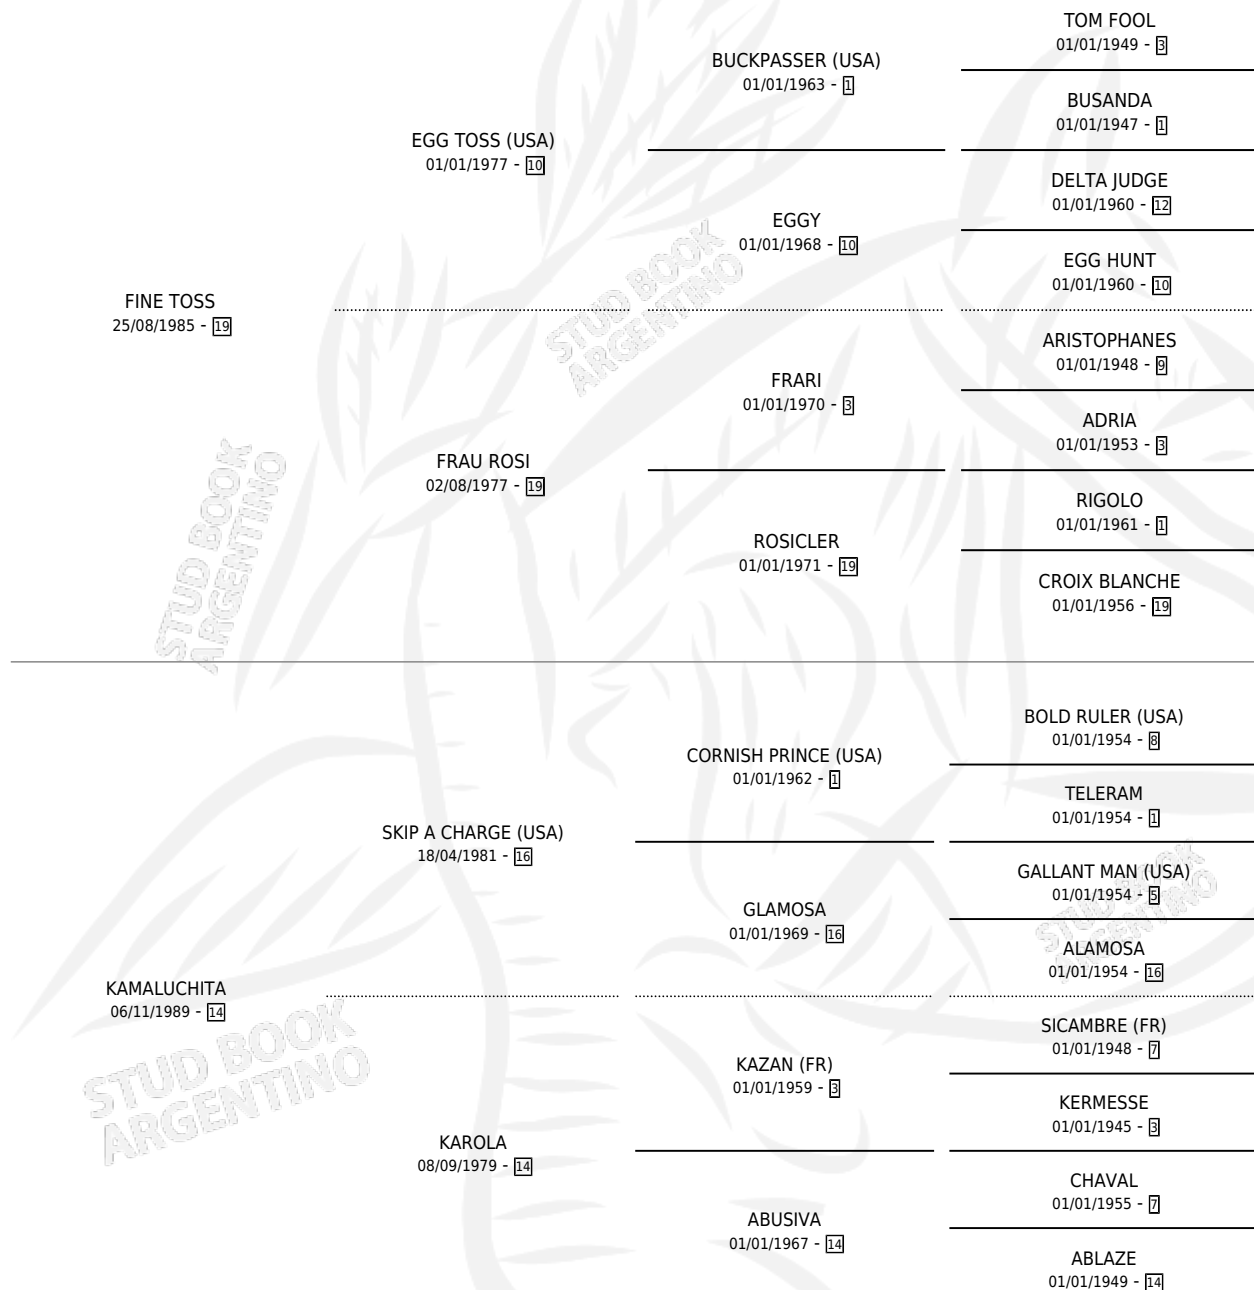 TOM FOOL
01/01/1949 - 3
BUCKPASSER (USA)
01/01/1963 - 1
BUSANDA
01/01/1947 - 1
EGG TOSS (USA)
01/01/1977 - 10
DELTA JUDGE
01/01/1960 - 12
EGGY
01/01/1968 - 10
EGG HUNT
01/01/1960 - 10
FINE TOSS
25/08/1985 - 19
ARISTOPHANES
01/01/1948 - 9
FRARI
01/01/1970 - 3
ADRIA
01/01/1953 - 3
FRAU ROSI
02/08/1977 - 19
RIGOLO
01/01/1961 - 1
ROSICLER
01/01/1971 - 19
CROIX BLANCHE
01/01/1956 - 19
BOLD RULER (USA)
01/01/1954 - 8
CORNISH PRINCE (USA)
01/01/1962 - 1
TELERAM
01/01/1954 - 1
SKIP A CHARGE (USA)
18/04/1981 - 16
GALLANT MAN (USA)
01/01/1954 - 5
GLAMOSA
01/01/1969 - 16
ALAMOSA
01/01/1954 - 16
KAMALUCHITA
06/11/1989 - 14
SICAMBRE (FR)
01/01/1948 - 7
KAZAN (FR)
01/01/1959 - 3
KERMESSE
01/01/1945 - 3
KAROLA
08/09/1979 - 14
CHAVAL
01/01/1955 - 7
ABUSIVA
01/01/1967 - 14
ABLAZE
01/01/1949 - 14
STUD BOOK
ARGENTINO
STUD BOOK
ARGENTINO
STUD BOOK
ARGENTINO
STUD BOOK
ARGENTINO